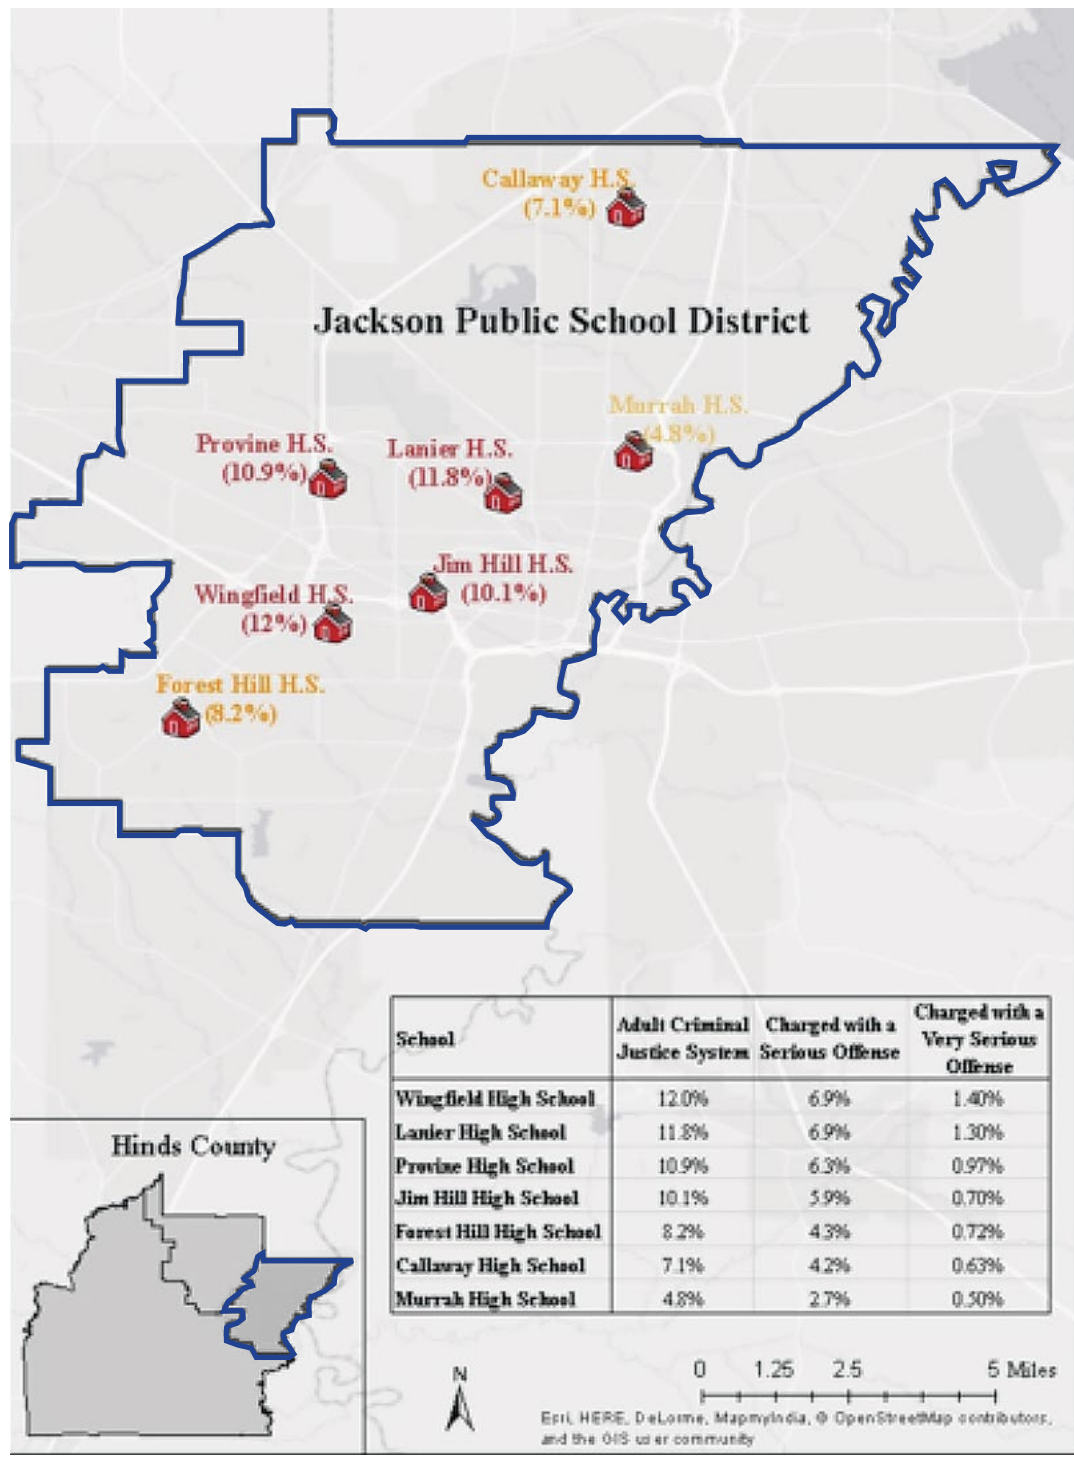 Callaway H.S.
(7.1%)
Jackson Public School District
Murrah H.S.
(4.8%)
Provine H.S.
(10.9%)
Lanier H.S.
(11.8%)
Jim Hill H.S.
(10.1%)
Wingfield H.S.
(12%)
Forest Hill H.S.
(8.2%)
School
Adult Criminal
Justice System
Charged with a
Serious Offense
Charged with a
Very Serious
Offense
Wingfield High School 12.0% 6.9% 1.40%
Lanier High School 11.8% 6.9% 1.30%
Provine High School 10.9% 6.3% 0.97%
Jim Hill High School 10.1% 5.9% 0.70%
Forest Hill High School 8.2% 4.3% 0.72%
Callaway High School 7.1% 4.2% 0.63%
Murrah High School 4.8% 2.7% 0.50%
Hinds County
N
0 1.25 2.5 5 Miles
Esri, HERE, DeLorme, MapmyIndia, © OpenStreetMap contributors,
and the GIS user community